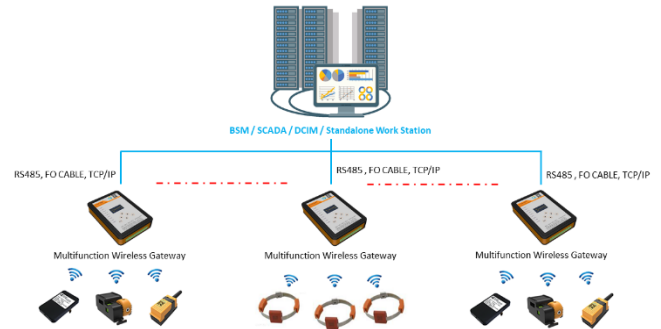 BSM / SCADA / DCIM / Standalone Work Station
RS485, FO CABLE, TCP/IP
RS485 , FO CABLE, TCP/IP
RS485 , FO CABLE, TCP/IP
Multifunction Wireless Gateway
Multifunction Wireless Gateway
Multifunction Wireless Gateway